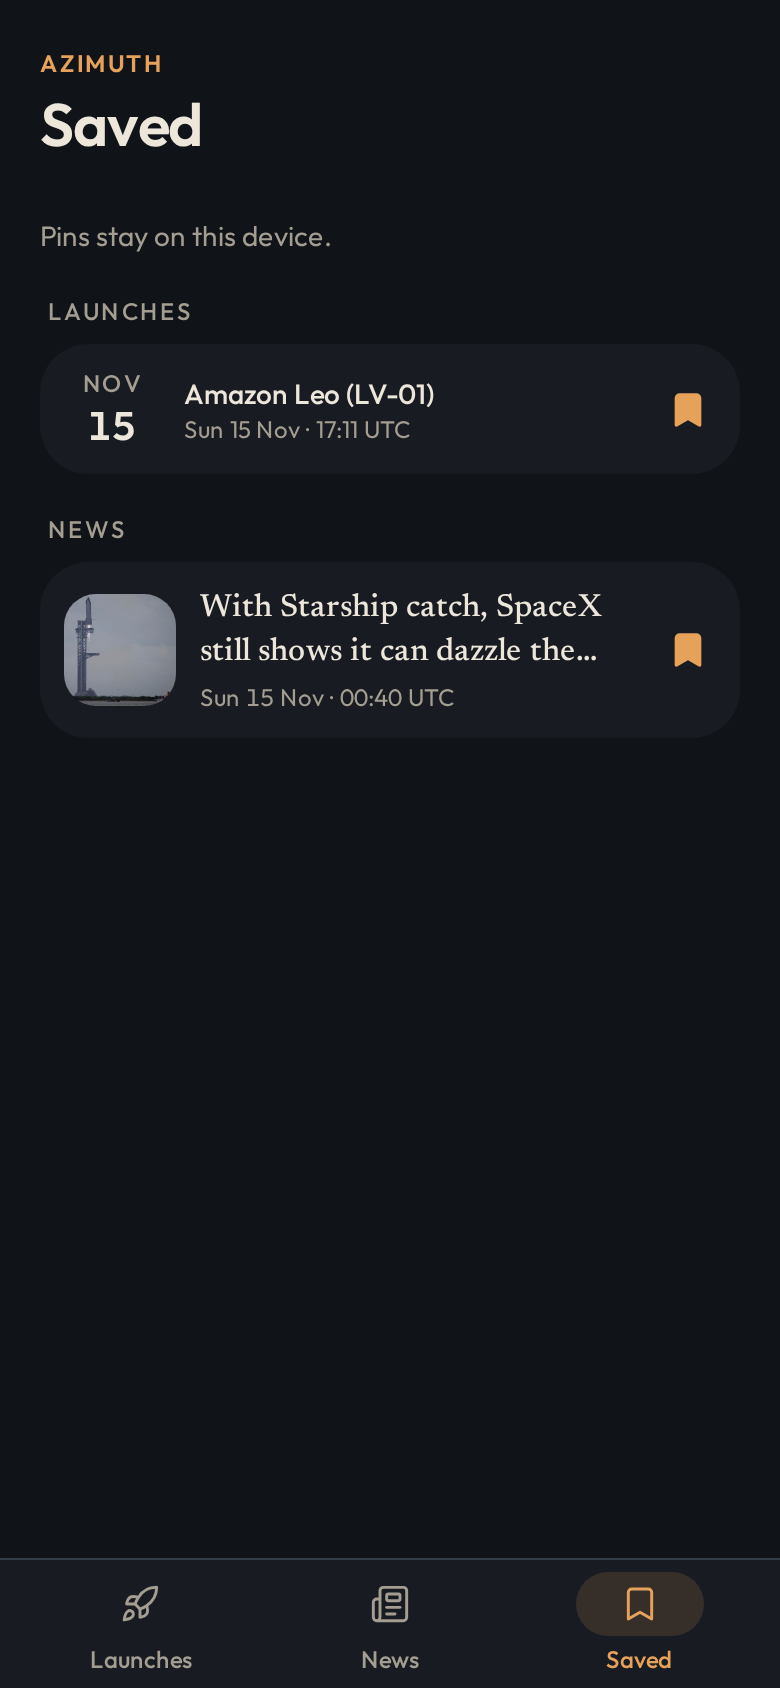 AZIMUTH
Saved
Pins stay on this device.
LAUNCHES
NOV
15
Amazon Leo (LV-01)
Sun 15 Nov · 17:11 UTC
NEWS
With Starship catch, SpaceX
still shows it can dazzle the…
Sun 15 Nov · 00:40 UTC
Launches
News
Saved